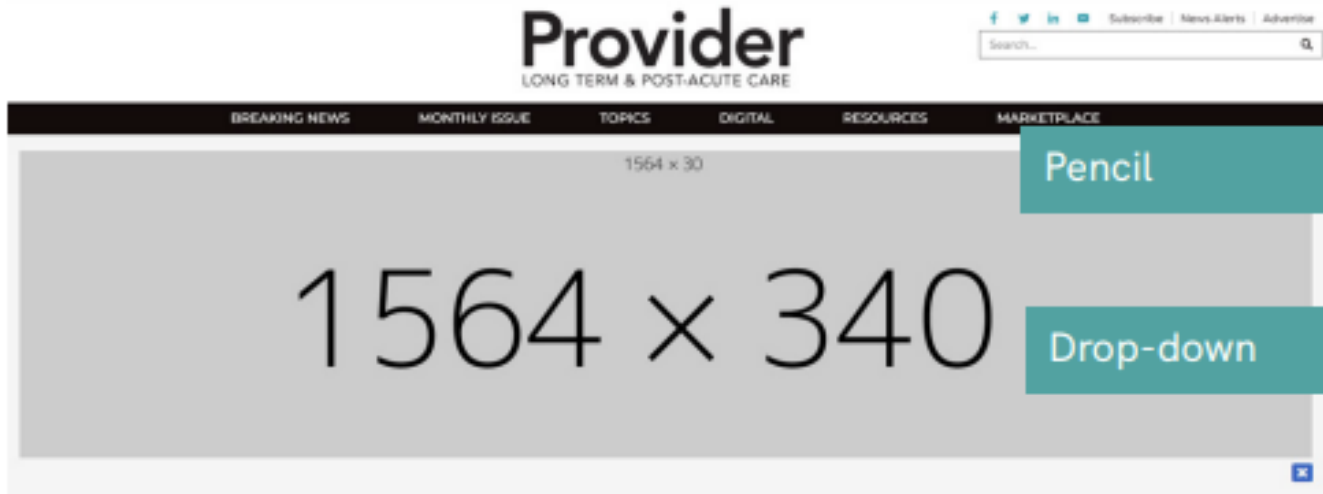 Provider
LONG TERM & POST-ACUTE CARE
f in Subscribe | News Alerts | Advertise
Search...
BREAKING NEWS MONTHLY ISSUE TOPICS DIGITAL RESOURCES MARKETPLACE
1564 × 30
Pencil
1564 × 340
Drop-down